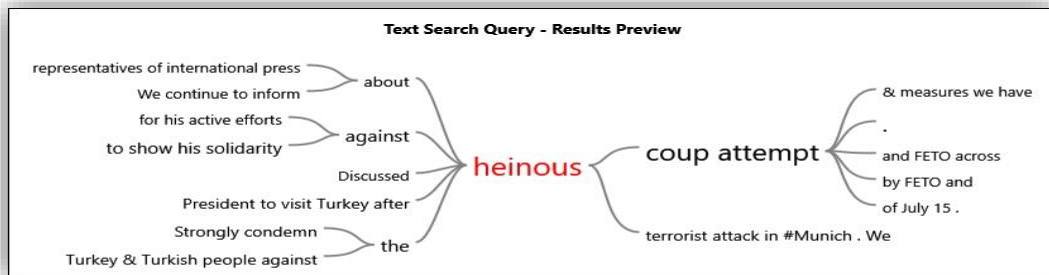 Text Search Query - Results Preview
representatives of international press
We continue to inform
about
for his active efforts
to show his solidarity
against
Discussed
President to visit Turkey after
Strongly condemn
Turkey & Turkish people against
the
heinous
coup attempt
& measures we have
.
and FETO across
by FETO and
of July 15 .
terrorist attack in #Munich . We